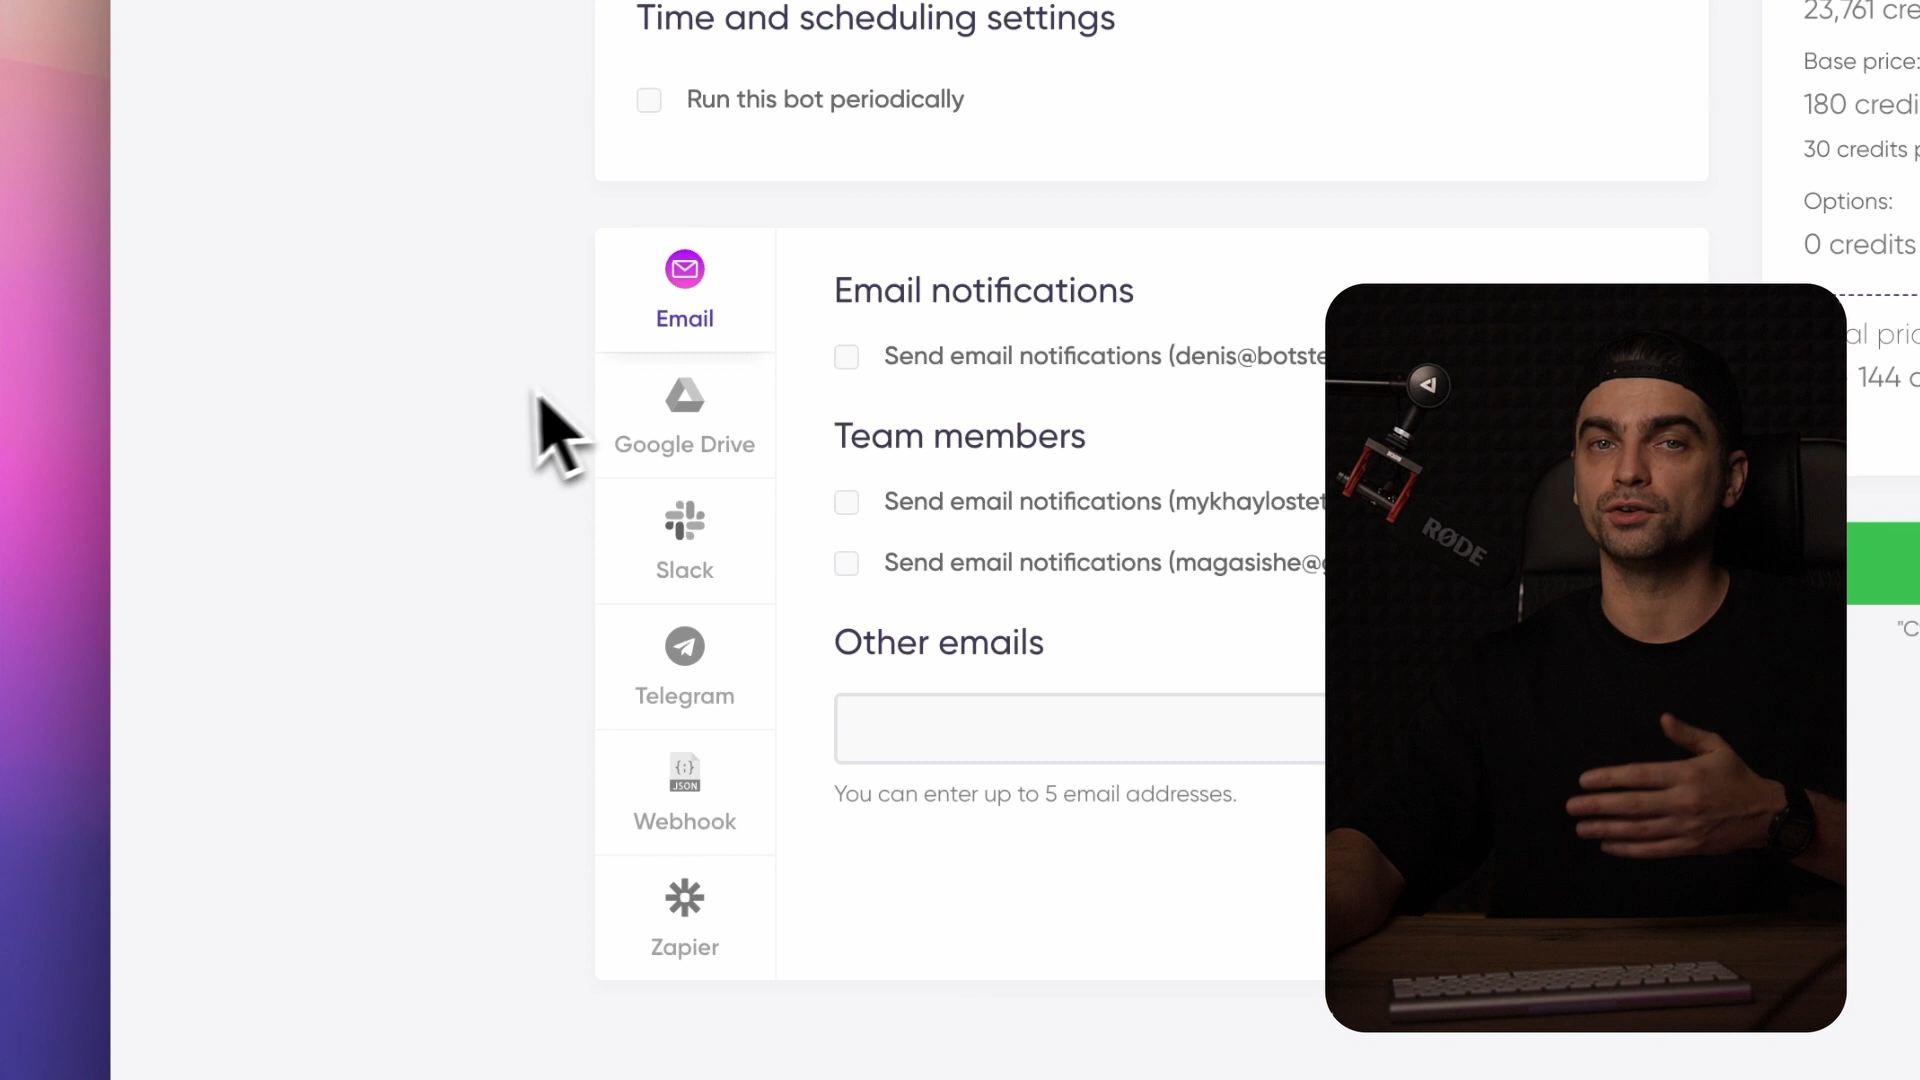 Time and scheduling settings
Run this bot periodically
Email
Google Drive
Slack
Telegram
{;}
JSON
Webhook
Zapier
Email notifications
Send email notifications (denis@botste
Team members
Send email notifications (mykhaylostet
Send email notifications (magasishe@g
Other emails
You can enter up to 5 email addresses.
23,761 cre
Base price:
180 credi
30 credits p
Options:
0 credits
al pric
144 c
"C
RØDE